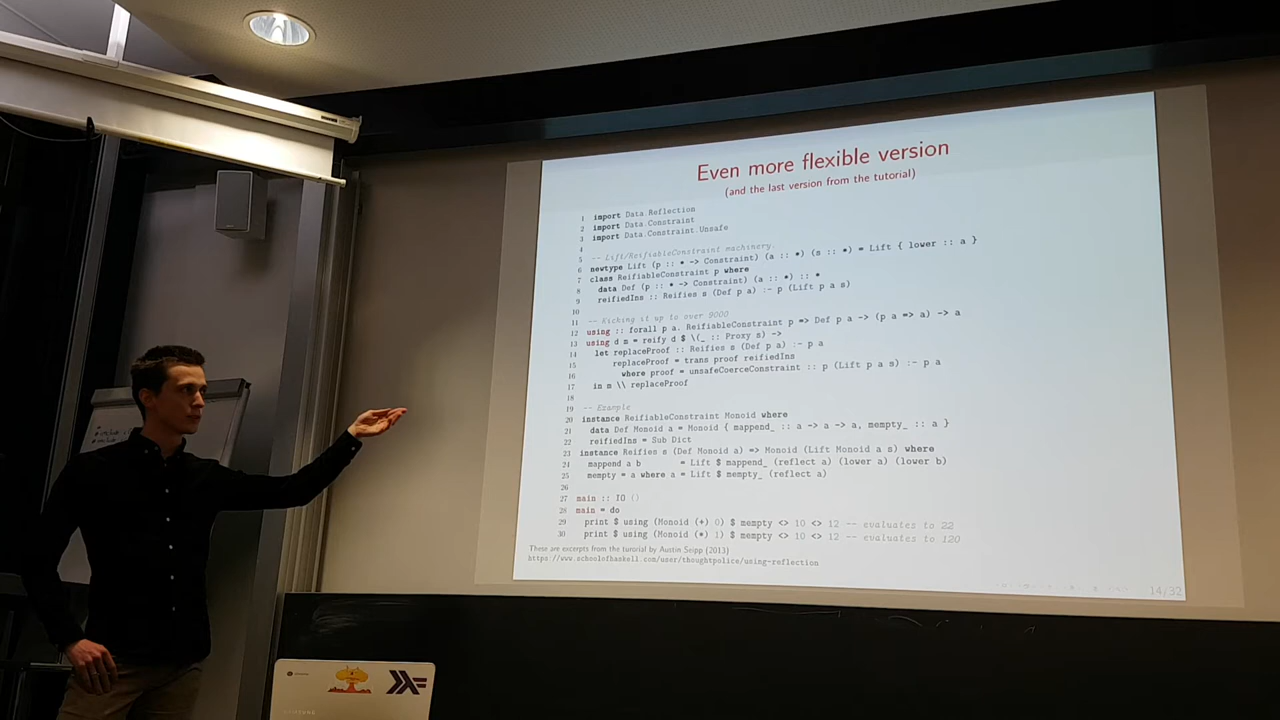 Even more flexible version
(and the last version from the tutorial)
1 import Data.Reflection
2 import Data.Constraint
3 import Data.Constraint.Unsafe
4
5 -- Lift/ReifiableConstraint machinery.
6 newtype Lift (p :: * -> Constraint) (a :: *) (s :: *) = Lift { lower :: a }
7 class ReifiableConstraint p where
8 data Def (p :: * -> Constraint) (a :: *) :: *
9 reifiedIns :: Reifies s (Def p a) :- p (Lift p a s)
10
11 -- Kicking it up to over 9000
12 using :: forall p a. ReifiableConstraint p => Def p a -> (p a => a) -> a
13 using d m = reify d $ \(_ :: Proxy s) ->
14 let replaceProof :: Reifies s (Def p a) :- p a
15 replaceProof = trans proof reifiedIns
16 where proof = unsafeCoerceConstraint :: p (Lift p a s) :- p a
17 in m \\ replaceProof
18
19 -- Example
20 instance ReifiableConstraint Monoid where
21 data Def Monoid a = Monoid { mappend_ :: a -> a -> a, mempty_ :: a }
22 reifiedIns = Sub Dict
23 instance Reifies s (Def Monoid a) => Monoid (Lift Monoid a s) where
24 mappend a b = Lift $ mappend_ (reflect a) (lower a) (lower b)
25 mempty = a where a = Lift $ mempty_ (reflect a)
26
27 main :: IO ()
28 main = do
29 print $ using (Monoid (+) 0) $ mempty <> 10 <> 12 -- evaluates to 22
30 print $ using (Monoid (*) 1) $ mempty <> 10 <> 12 -- evaluates to 120
These are excerpts from the turorial by Austin Seipp (2013)
https://www.schoolofhaskell.com/user/thoughtpolice/using-reflection
14/32